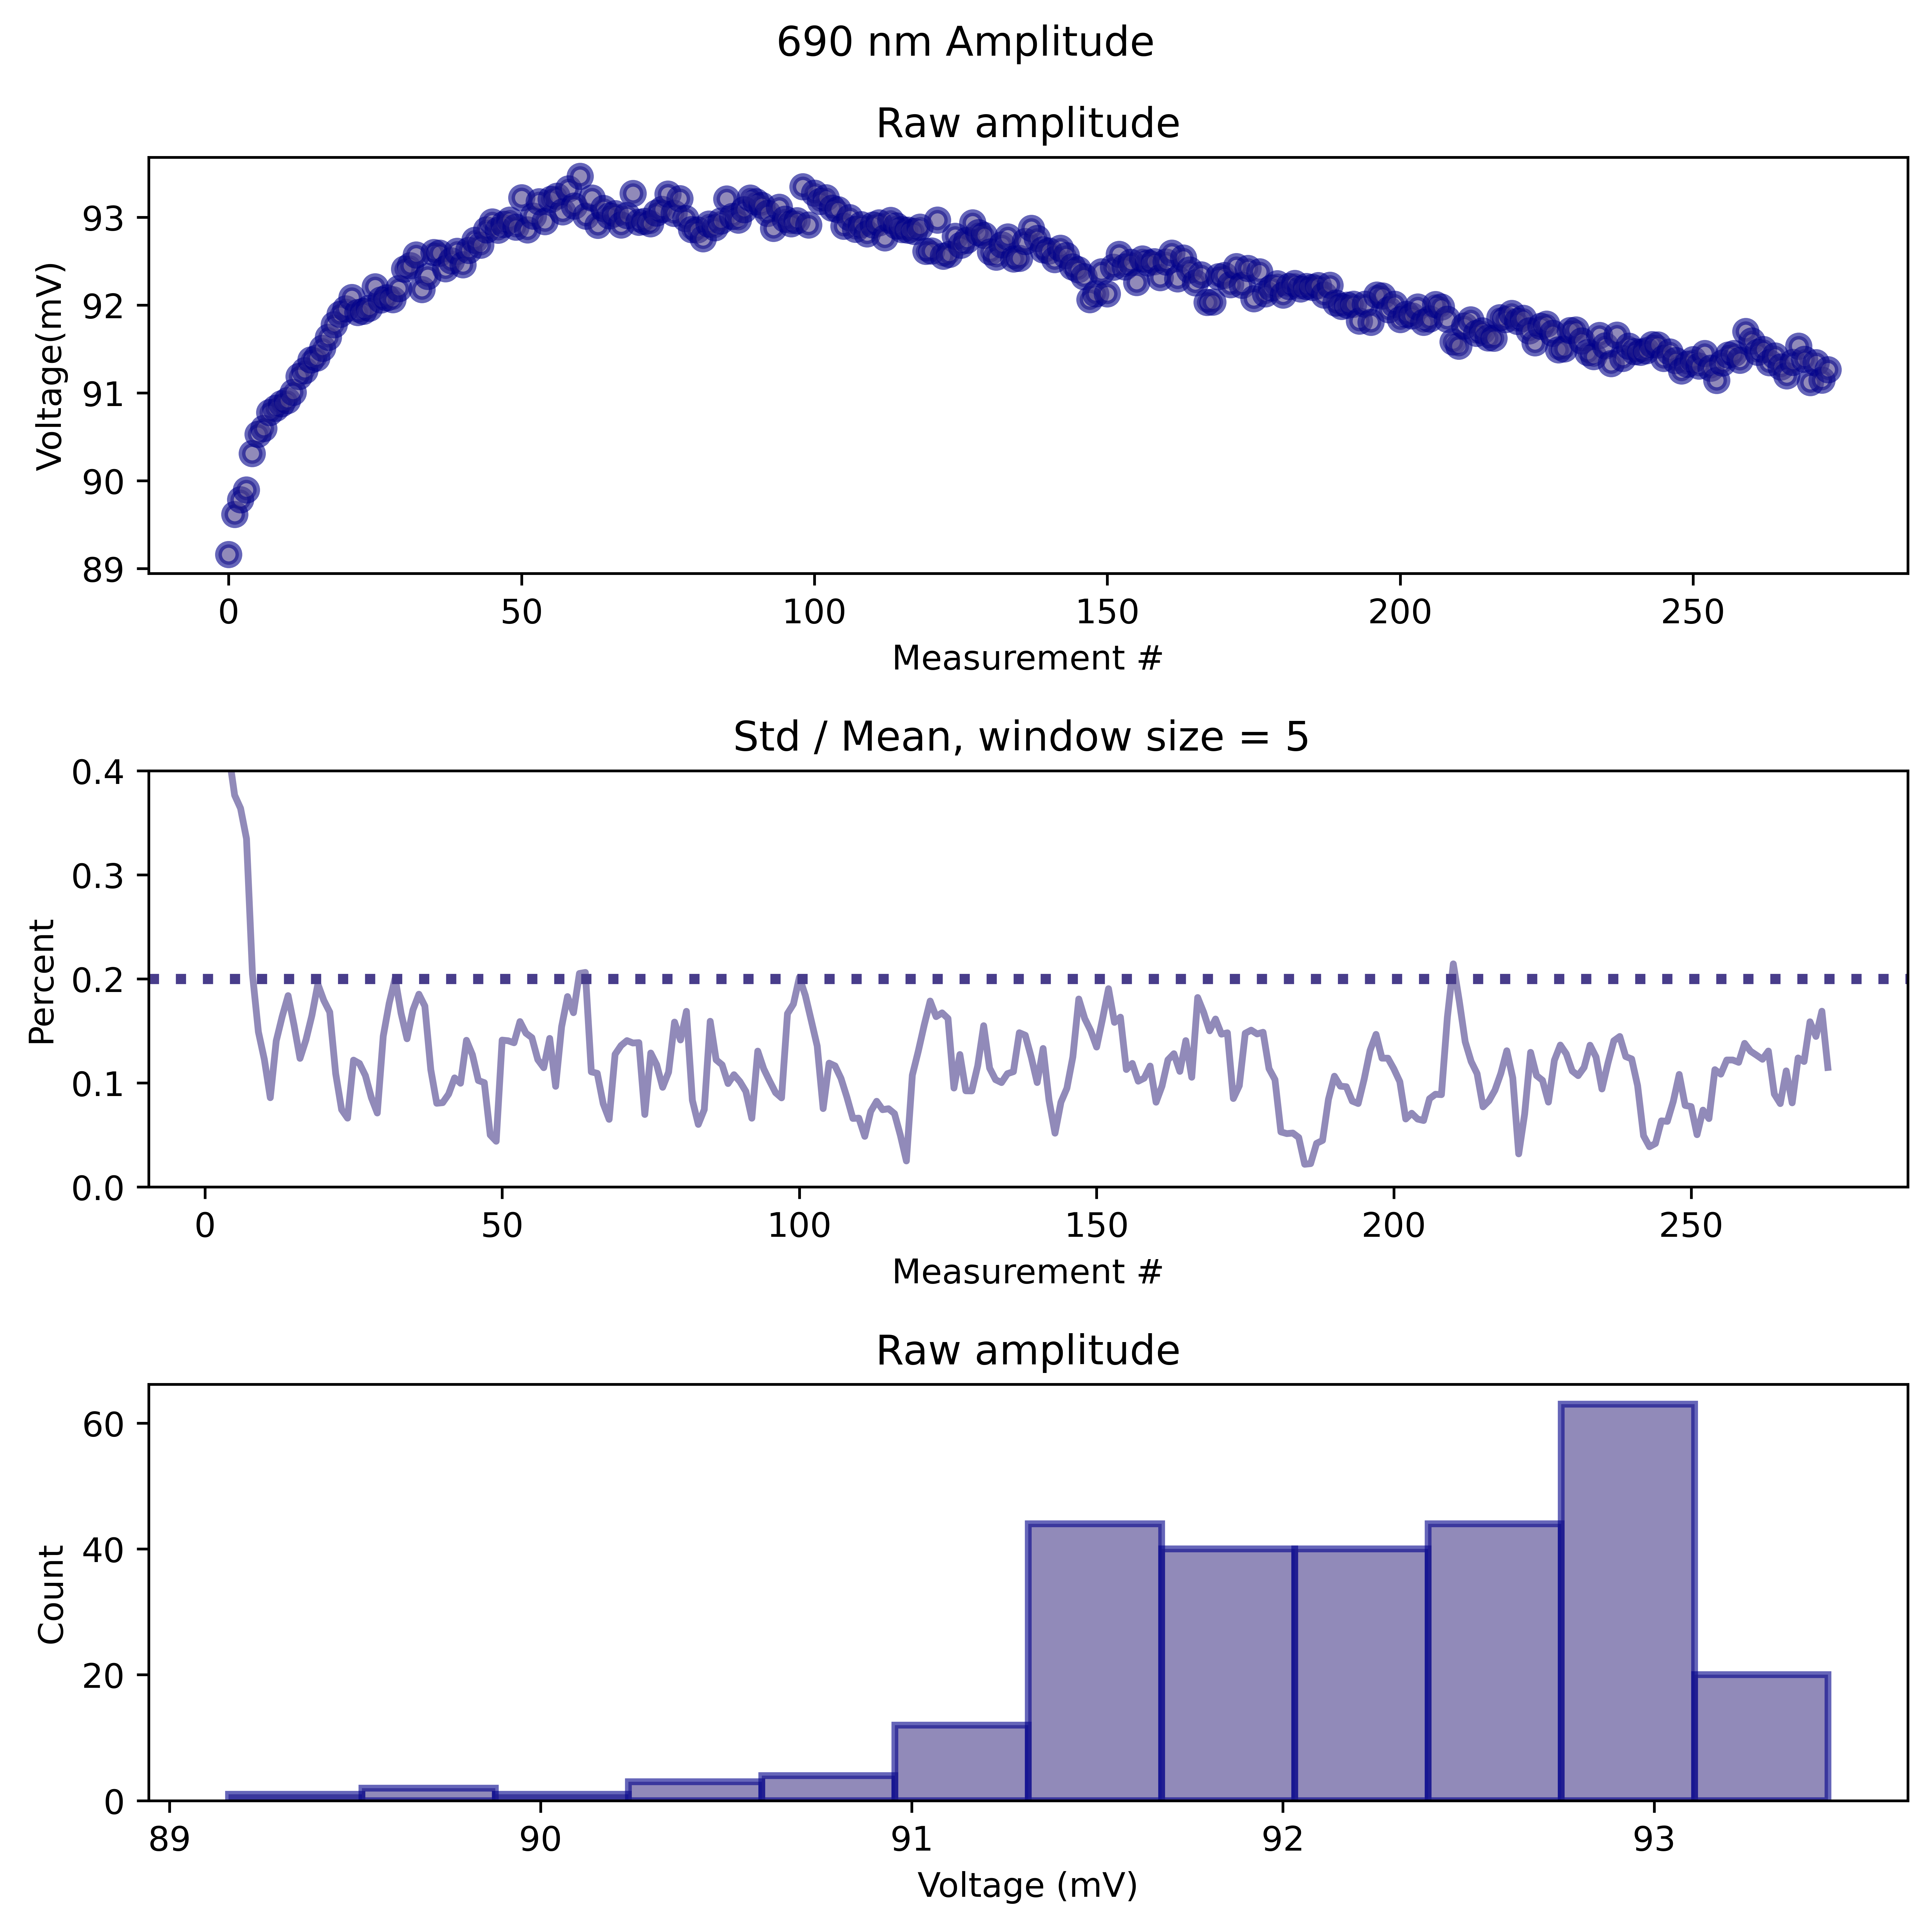 690 nm Amplitude
Raw amplitude
93
92
91
90
89
Voltage(mV)
0 50 100 150 200 250
Measurement #
Std / Mean, window size = 5
0.4
0.3
0.2
0.1
0.0
Percent
0 50 100 150 200 250
Measurement #
Raw amplitude
60
40
20
0
Count
89 90 91 92 93
Voltage (mV)